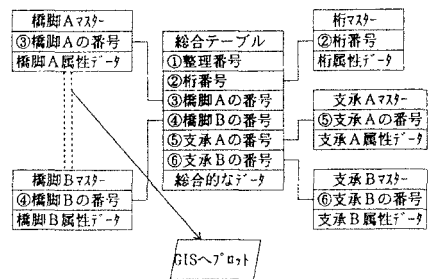 橋脚Aマスター
③橋脚Aの番号
橋脚A属性データ
総合テーブル
①整理番号
②桁番号
③橋脚Aの番号
④橋脚Bの番号
⑤支承Aの番号
⑥支承Bの番号
総合的なデータ
桁マスター
②桁番号
桁属性データ
支承Aマスター
⑤支承Aの番号
支承A属性データ
橋脚Bマスター
④橋脚Bの番号
橋脚B属性データ
支承Bマスター
⑥支承Bの番号
支承B属性データ
GISへプロット